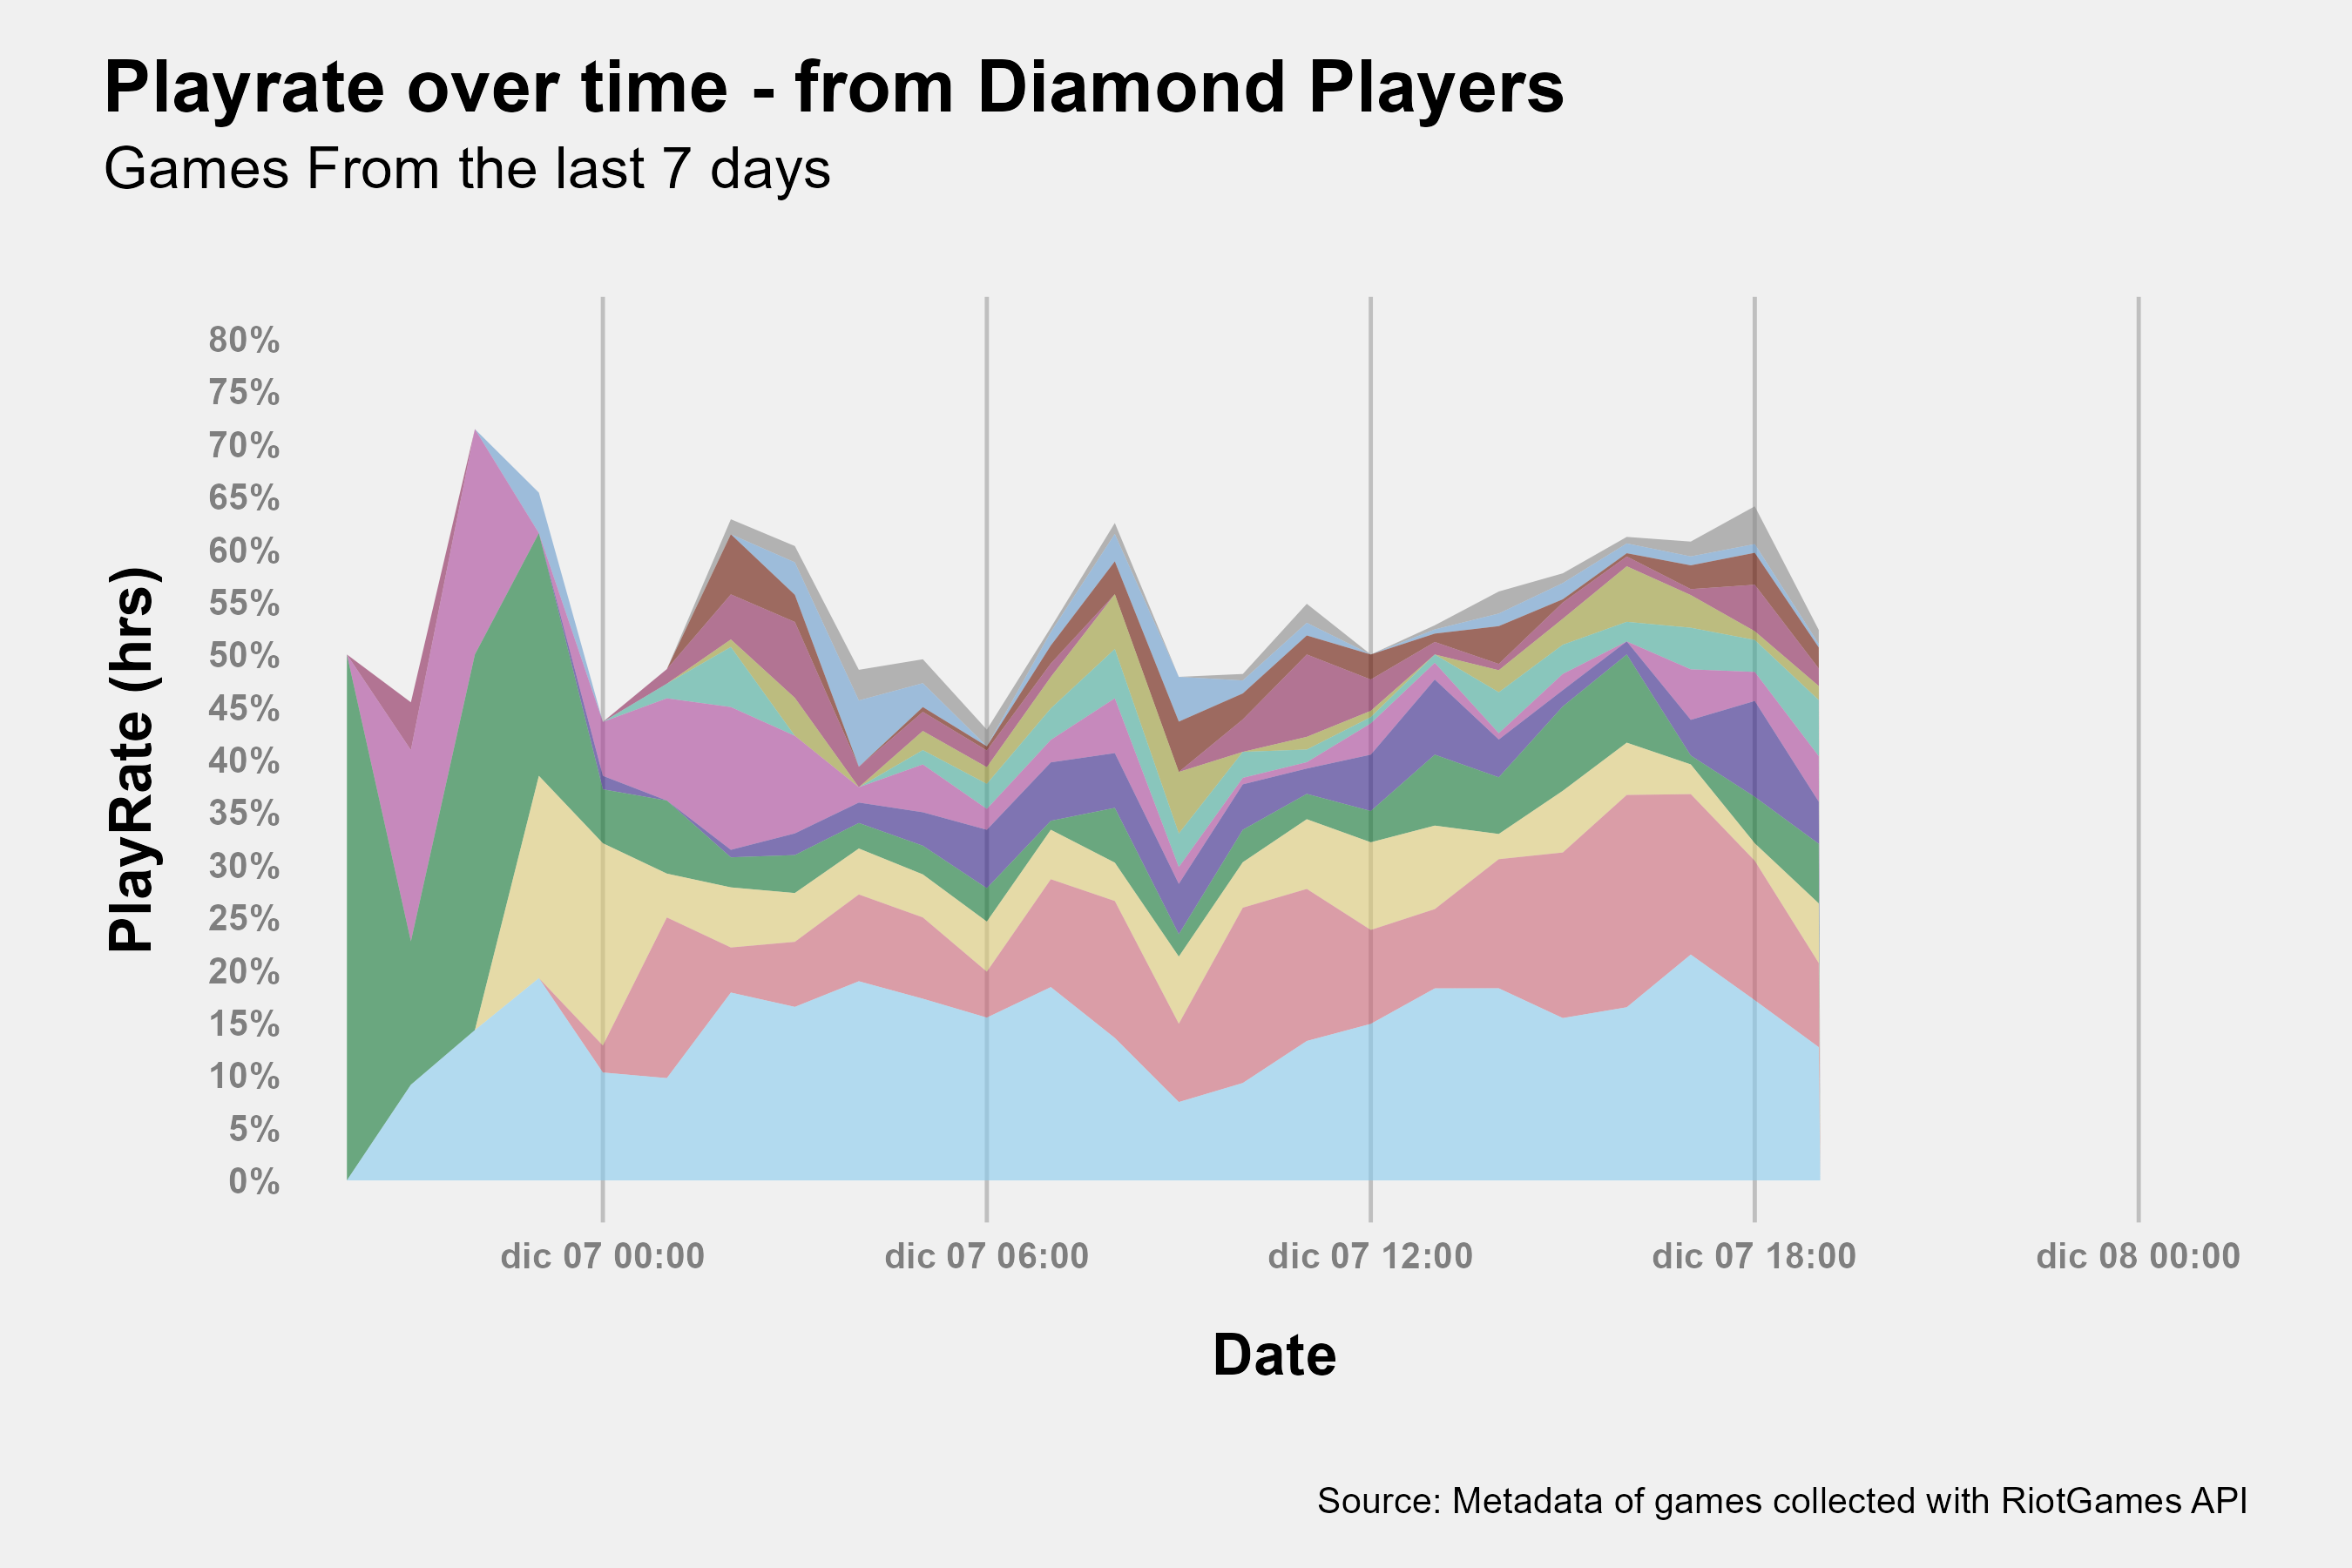 Playrate over time - from Diamond Players
Games From the last 7 days
PlayRate (hrs)
80%
75%
70%
65%
60%
55%
50%
45%
40%
35%
30%
25%
20%
15%
10%
5%
0%
dic 07 00:00
dic 07 06:00
dic 07 12:00
dic 07 18:00
dic 08 00:00
Date
Source: Metadata of games collected with RiotGames API